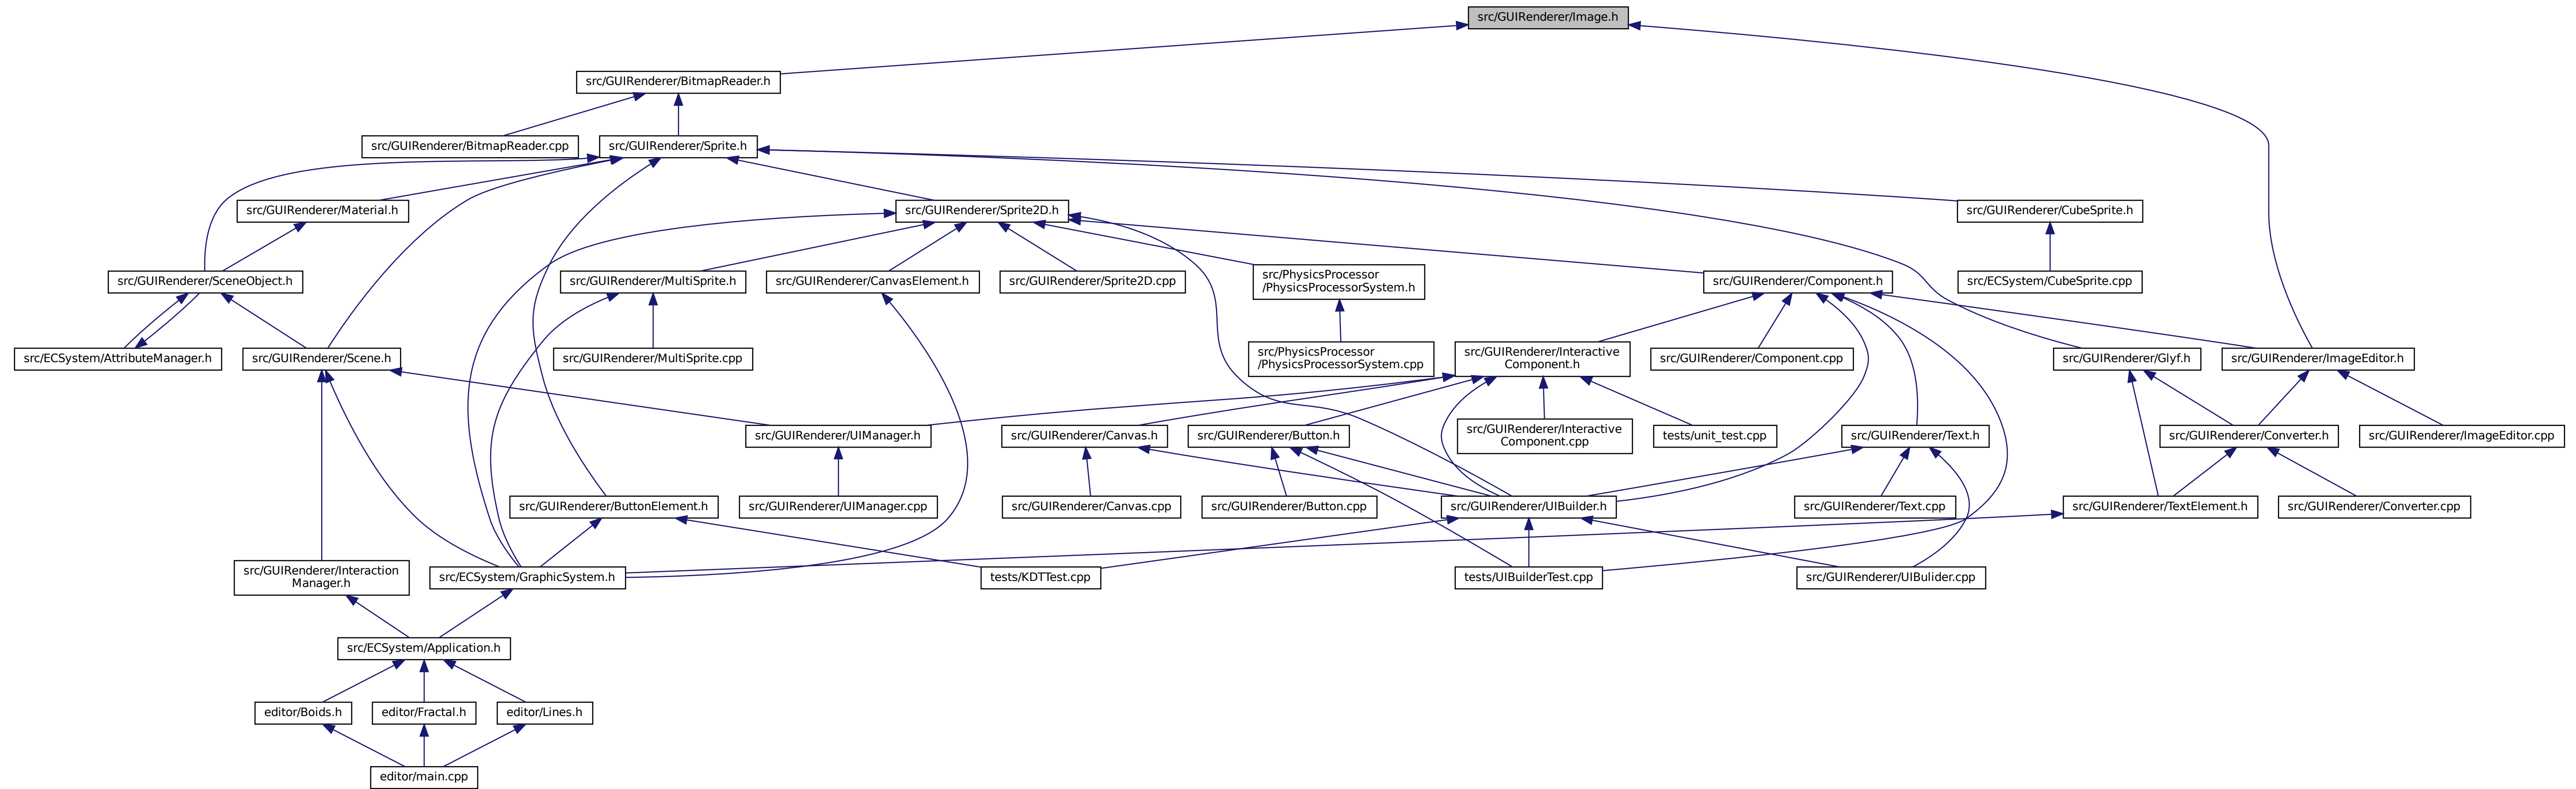 src/GUIRenderer/Image.h
src/GUIRenderer/BitmapReader.h
src/GUIRenderer/BitmapReader.cpp
src/GUIRenderer/Sprite.h
src/GUIRenderer/Material.h
src/GUIRenderer/Sprite2D.h
src/GUIRenderer/CubeSprite.h
src/GUIRenderer/SceneObject.h
src/GUIRenderer/MultiSprite.h
src/GUIRenderer/CanvasElement.h
src/GUIRenderer/Sprite2D.cpp
src/PhysicsProcessor
/PhysicsProcessorSystem.h
src/GUIRenderer/Component.h
src/ECSystem/CubeSprite.cpp
src/ECSystem/AttributeManager.h
src/GUIRenderer/Scene.h
src/GUIRenderer/MultiSprite.cpp
src/PhysicsProcessor
/PhysicsProcessorSystem.cpp
src/GUIRenderer/Interactive
Component.h
src/GUIRenderer/Component.cpp
src/GUIRenderer/Glyf.h
src/GUIRenderer/ImageEditor.h
src/GUIRenderer/UIManager.h
src/GUIRenderer/Canvas.h
src/GUIRenderer/Button.h
src/GUIRenderer/Interactive
Component.cpp
tests/unit_test.cpp
src/GUIRenderer/Text.h
src/GUIRenderer/Converter.h
src/GUIRenderer/ImageEditor.cpp
src/GUIRenderer/ButtonElement.h
src/GUIRenderer/UIManager.cpp
src/GUIRenderer/Canvas.cpp
src/GUIRenderer/Button.cpp
src/GUIRenderer/UIBuilder.h
src/GUIRenderer/Text.cpp
src/GUIRenderer/TextElement.h
src/GUIRenderer/Converter.cpp
src/GUIRenderer/Interaction
Manager.h
src/ECSystem/GraphicSystem.h
tests/KDTTest.cpp
tests/UIBuilderTest.cpp
src/GUIRenderer/UIBulider.cpp
src/ECSystem/Application.h
editor/Boids.h
editor/Fractal.h
editor/Lines.h
editor/main.cpp